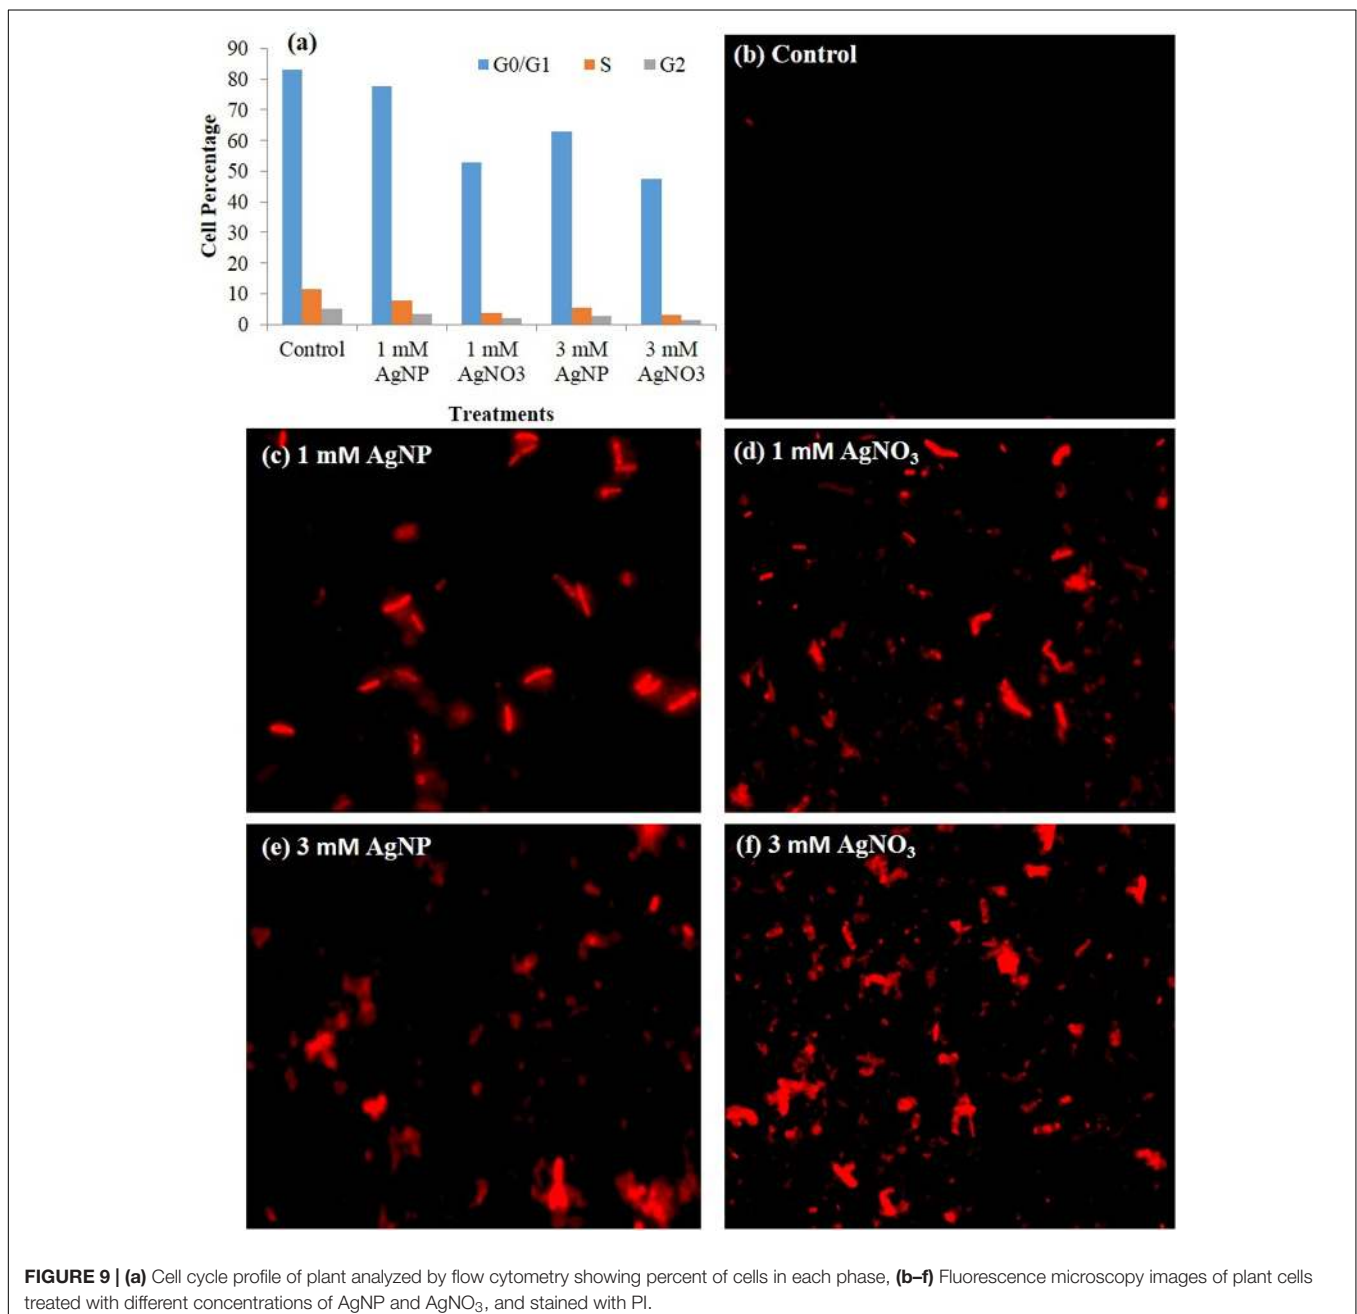 (a)
G0/G1 S G2
90
80
70
60
50
40
30
20
10
0
Cell Percentage
Control
1 mM
AgNP
1 mM
AgNO3
3 mM
AgNP
3 mM
AgNO3
Treatments
(b) Control
(c) 1 mM AgNP
(d) 1 mM AgNO₃
(e) 3 mM AgNP
(f) 3 mM AgNO₃
FIGURE 9 | (a) Cell cycle profile of plant analyzed by flow cytometry showing percent of cells in each phase, (b–f) Fluorescence microscopy images of plant cells
treated with different concentrations of AgNP and AgNO₃, and stained with PI.